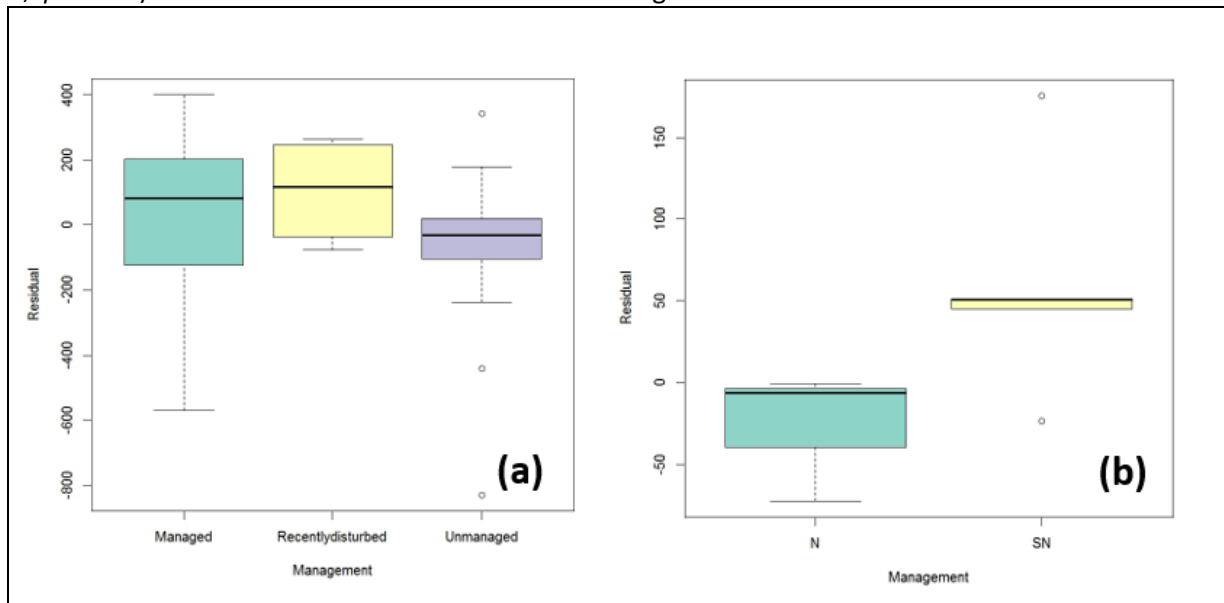 400
200
0
-200
-400
-600
-800
Residual
(a)
Managed
Recentlydisturbed
Unmanaged
Management
150
100
50
0
-50
Residual
(b)
N
SN
Management